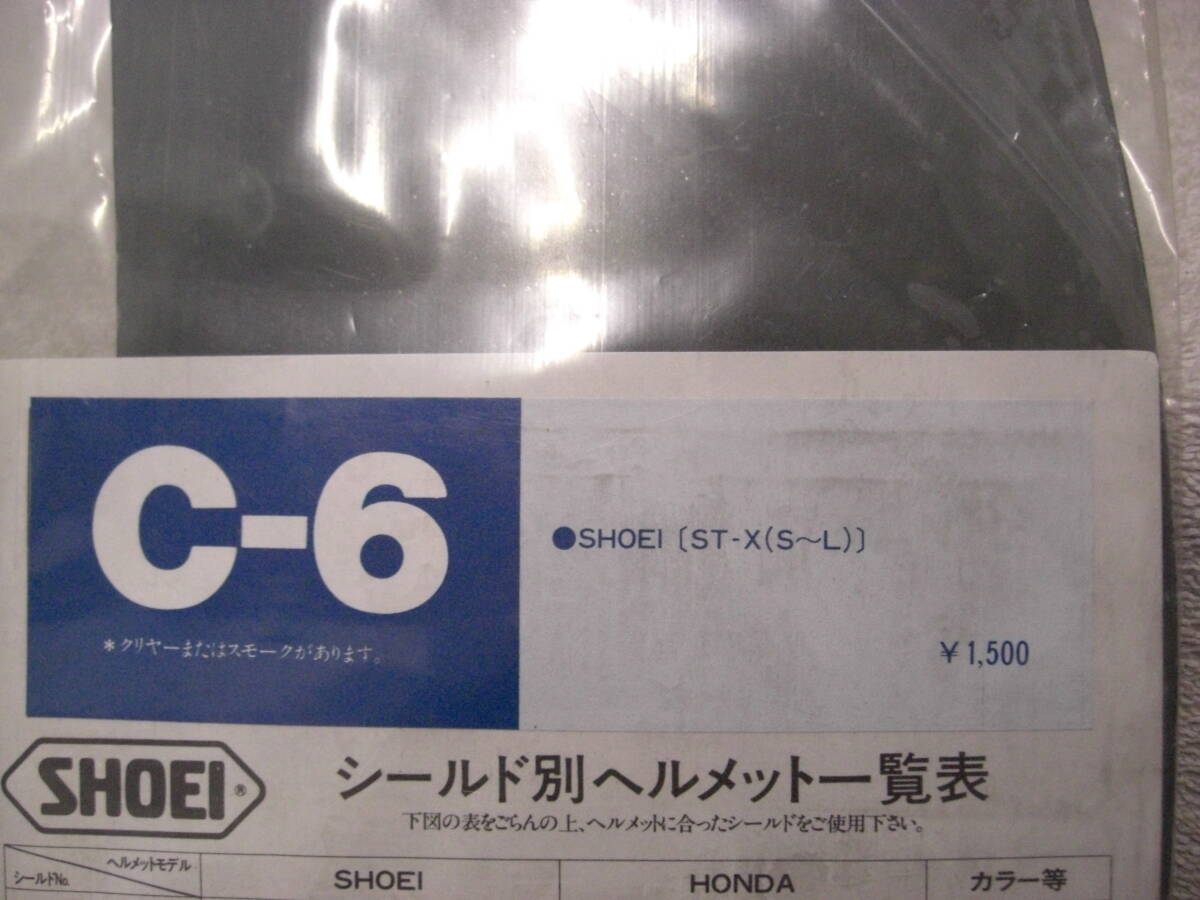 C-6
*クリヤーまたはスモークがあります。
●SHOEI〔ST-X(S〜L)〕
¥1,500
SHOEI®
シールド別ヘルメット一覧表
下図の表をごらんの上、ヘルメットに合ったシールドをご使用下さい。
ヘルメットモデル
シールドNo.
SHOEI
HONDA
カラー等